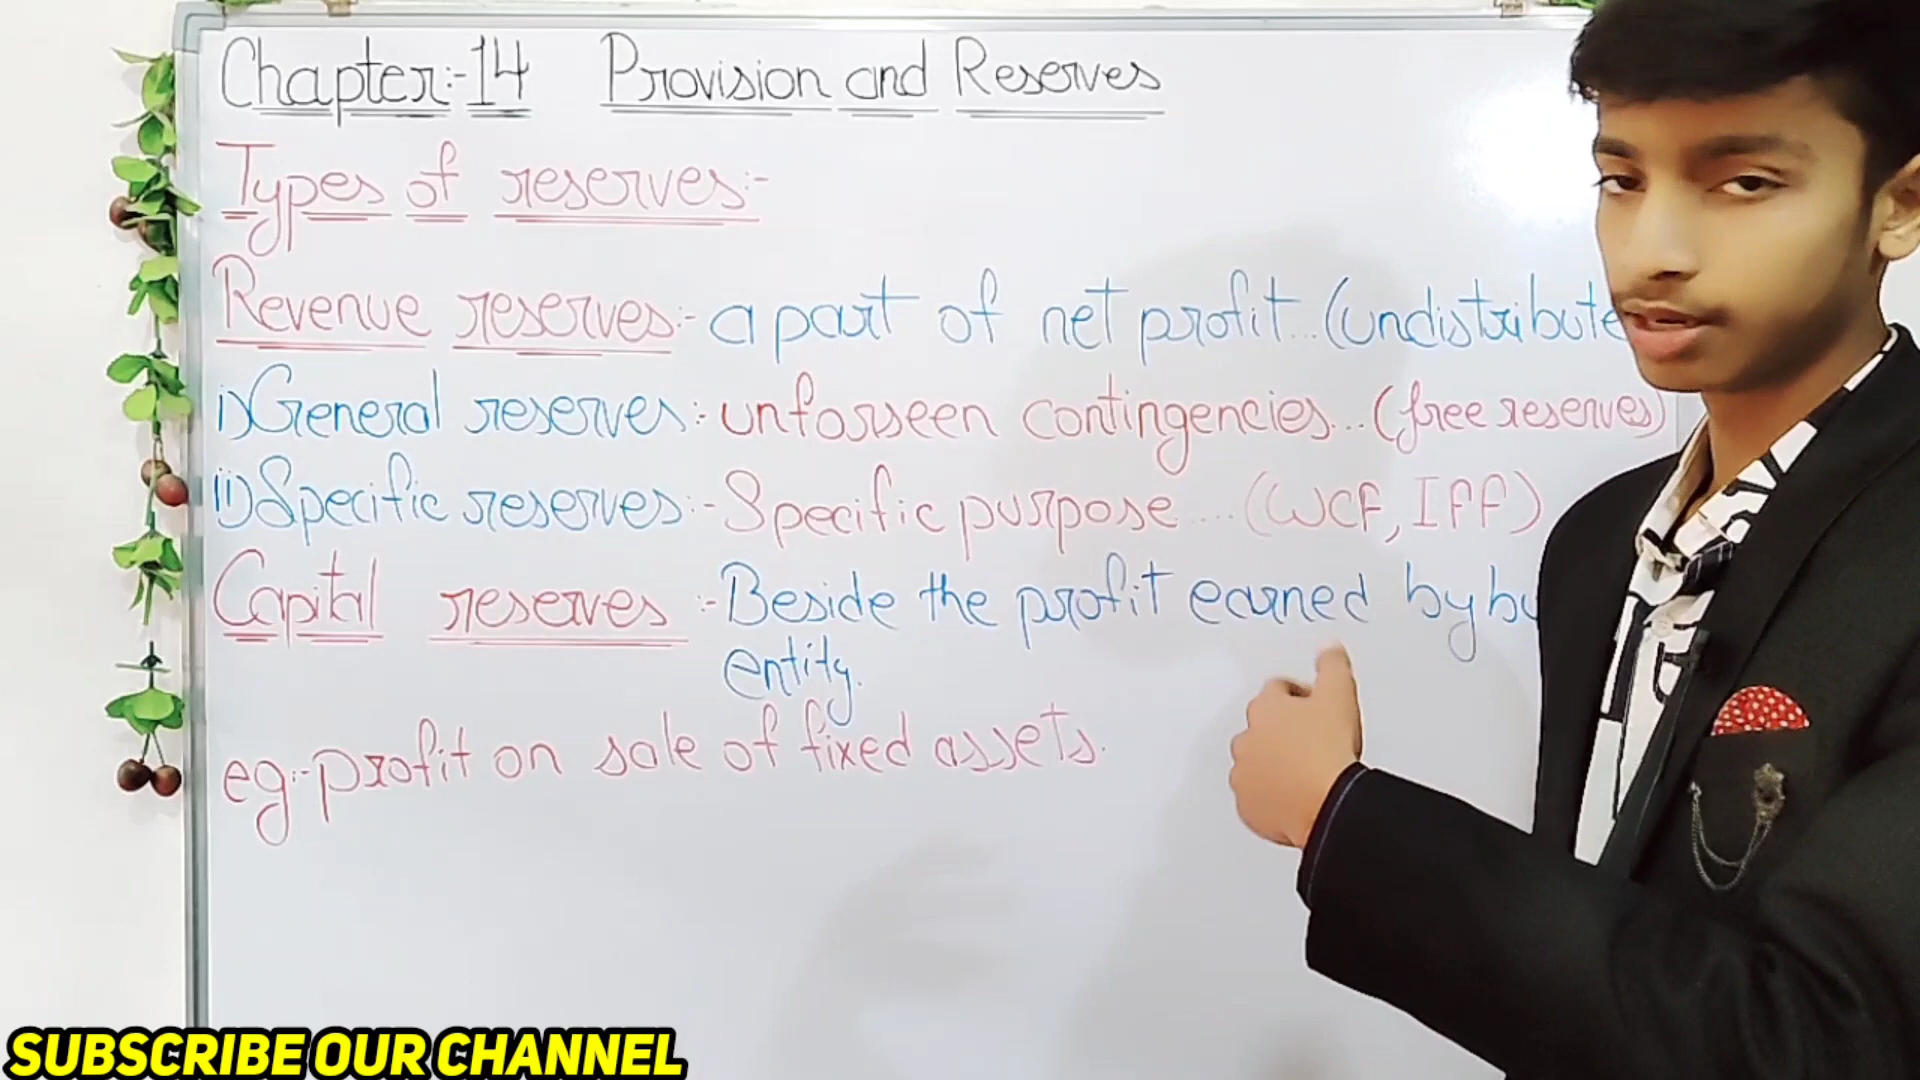 Chapter:-14 Provision and Reserves
Types of reserves:-
Revenue reserves:- a part of net profit...(undistribute
i) General reserves:- unforseen contingencies...(free reserves)
ii) Specific reserves:- Specific purpose....(WCF, IFF)
Capital reserves:- Beside the profit earned by bu
entity.
eg:- profit on sale of fixed assets.
SUBSCRIBE OUR CHANNEL